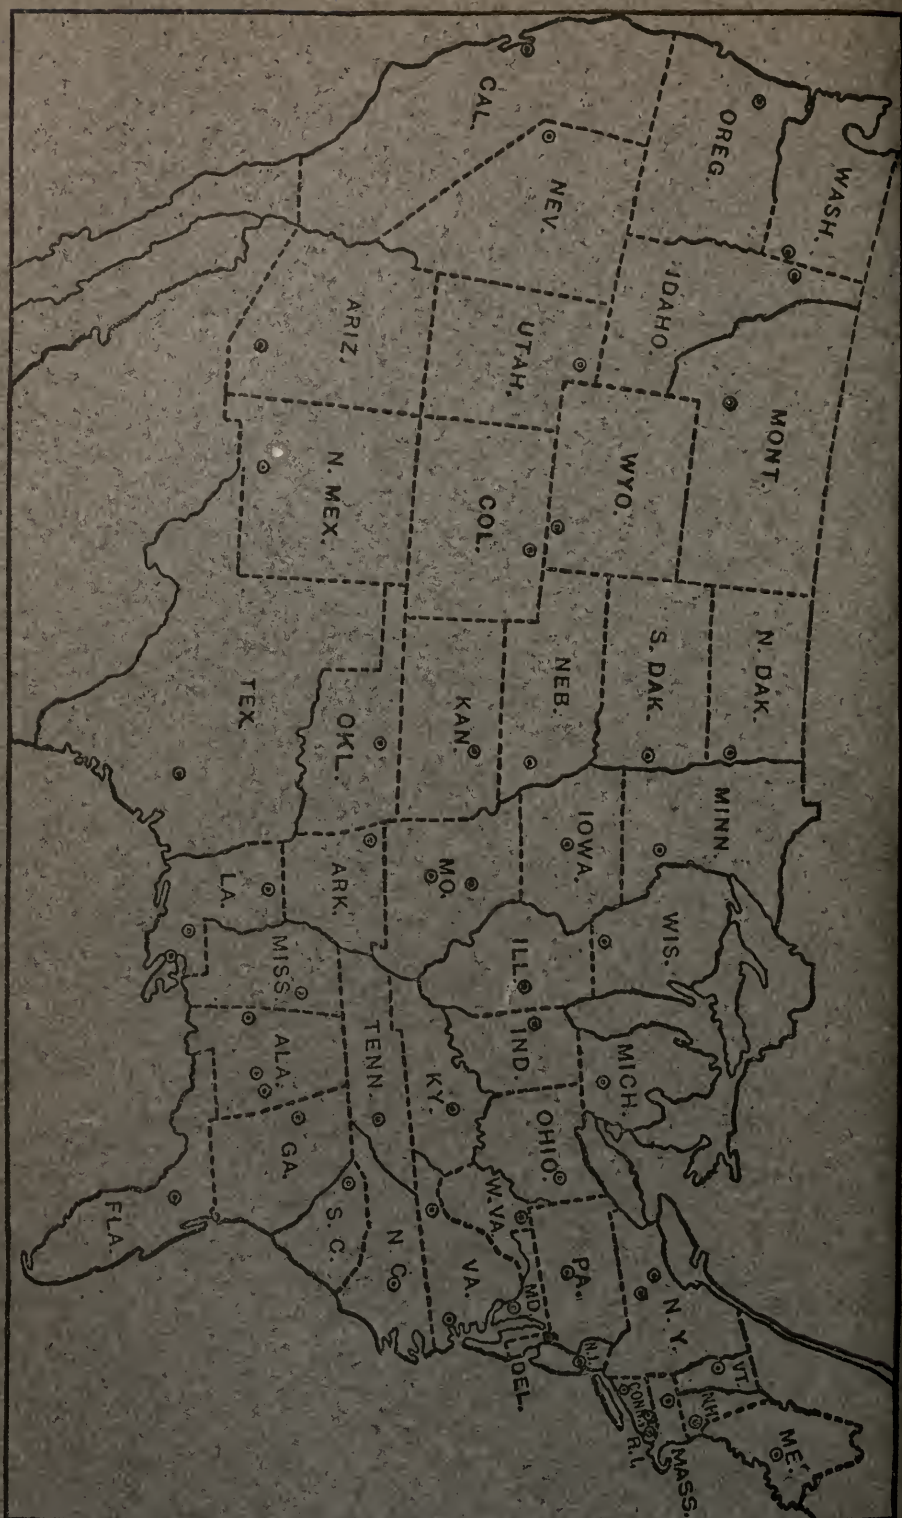 WASH.
OREG.
CAL.
NEV.
IDAHO.
MONT.
WYO.
UTAH.
ARIZ.
COL.
N. MEX.
N. DAK.
S. DAK.
NEB.
KAN.
OKL.
TEX.
MINN.
IOWA.
MO.
ARK.
LA.
WIS.
ILL.
MISS.
MICH.
IND.
OHIO.
KY.
TENN.
ALA.
GA.
FLA.
S. C.
N. C.
VA.
W. VA.
PA.
MD.
DEL.
N.J.
N. Y.
VT.
N.H.
ME.
MASS.
CONN.
R.I.